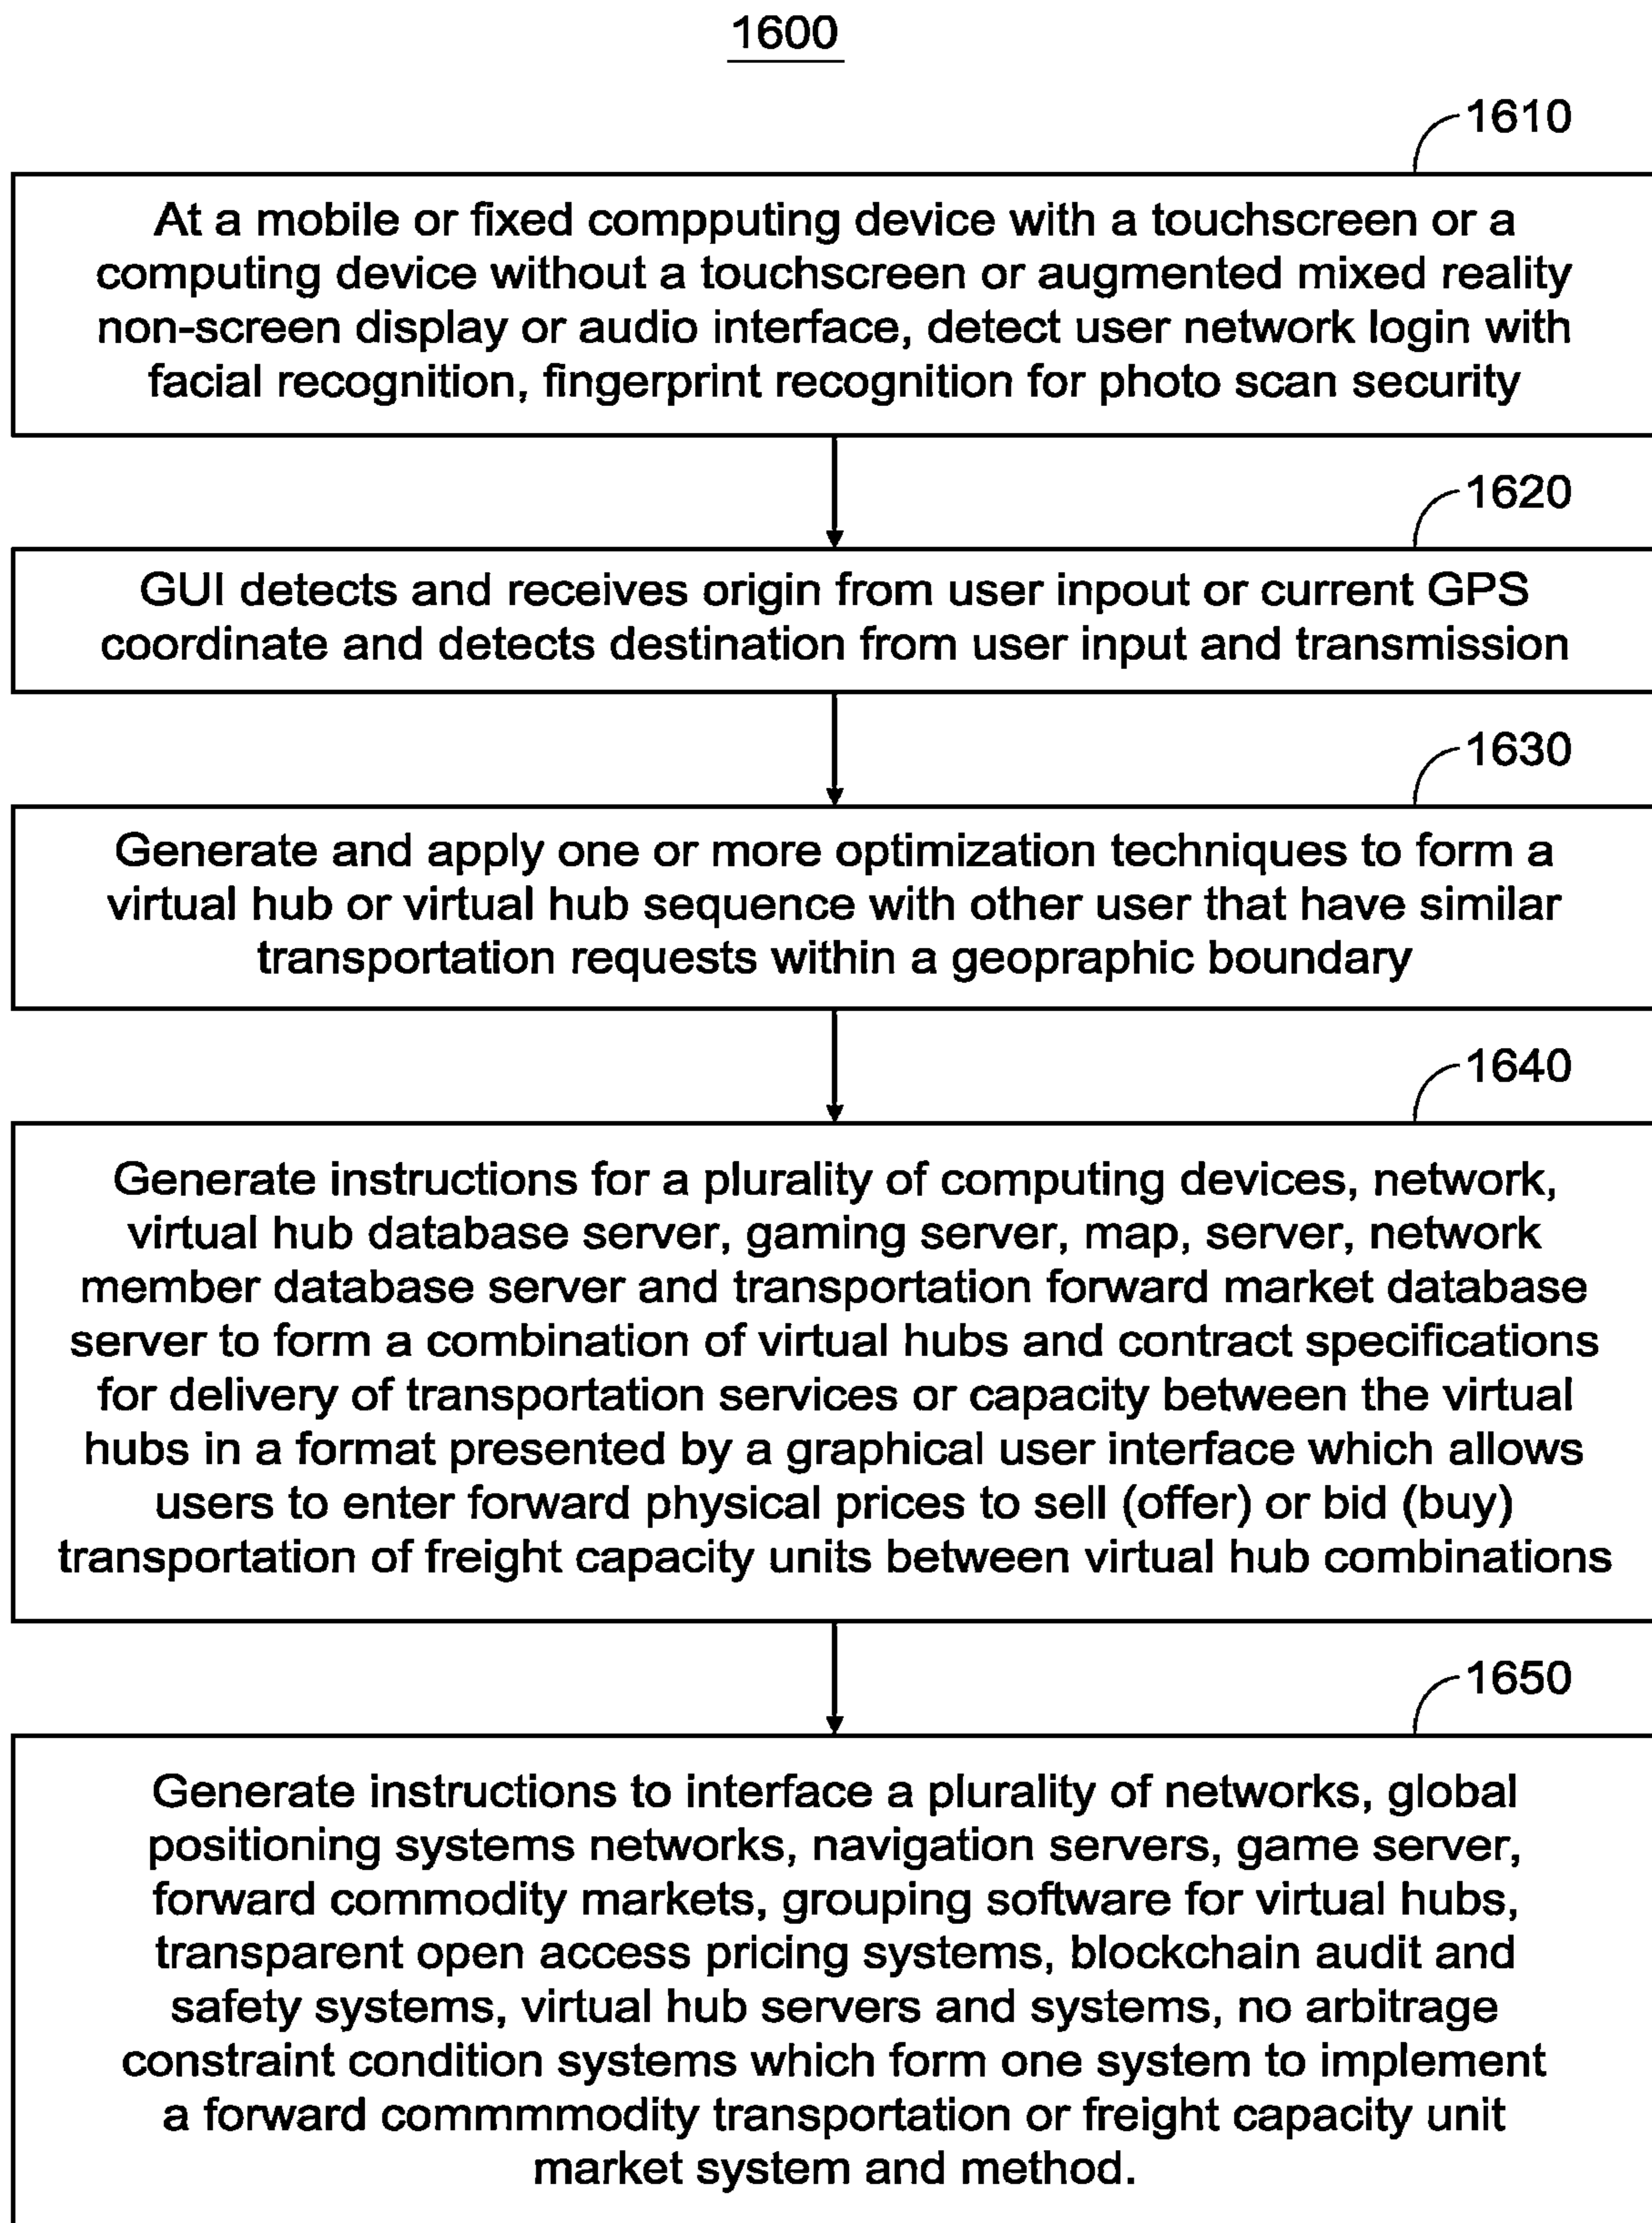 1600
1610
At a mobile or fixed compputing device with a touchscreen or a
computing device without a touchscreen or augmented mixed reality
non-screen display or audio interface, detect user network login with
facial recognition, fingerprint recognition for photo scan security
1620
GUI detects and receives origin from user inpout or current GPS
coordinate and detects destination from user input and transmission
1630
Generate and apply one or more optimization techniques to form a
virtual hub or virtual hub sequence with other user that have similar
transportation requests within a geopraphic boundary
1640
Generate instructions for a plurality of computing devices, network,
virtual hub database server, gaming server, map, server, network
member database server and transportation forward market database
server to form a combination of virtual hubs and contract specifications
for delivery of transportation services or capacity between the virtual
hubs in a format presented by a graphical user interface which allows
users to enter forward physical prices to sell (offer) or bid (buy)
transportation of freight capacity units between virtual hub combinations
1650
Generate instructions to interface a plurality of networks, global
positioning systems networks, navigation servers, game server,
forward commodity markets, grouping software for virtual hubs,
transparent open access pricing systems, blockchain audit and
safety systems, virtual hub servers and systems, no arbitrage
constraint condition systems which form one system to implement
a forward commmmodity transportation or freight capacity unit
market system and method.